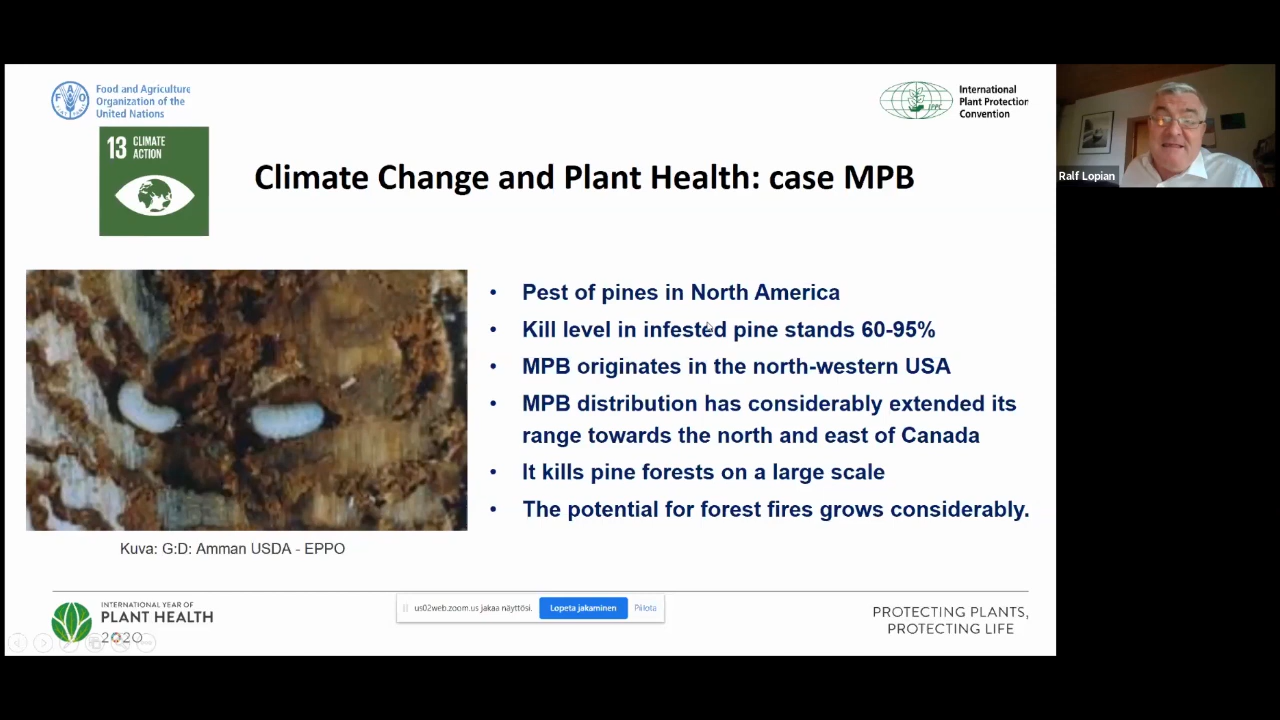 Food and Agriculture
Organization of the
United Nations
F A O
FIAT PANIS
IPPC
International
Plant Protection
Convention
13 CLIMATE
ACTION
Climate Change and Plant Health: case MPB
Ralf Lopian
• Pest of pines in North America
• Kill level in infested pine stands 60-95%
• MPB originates in the north-western USA
• MPB distribution has considerably extended its
range towards the north and east of Canada
• It kills pine forests on a large scale
• The potential for forest fires grows considerably.
Kuva: G:D: Amman USDA - EPPO
INTERNATIONAL YEAR OF
PLANT HEALTH
2020
us02web.zoom.us jakaa näyttösi. Lopeta jakaminen Piilota
PROTECTING PLANTS,
PROTECTING LIFE